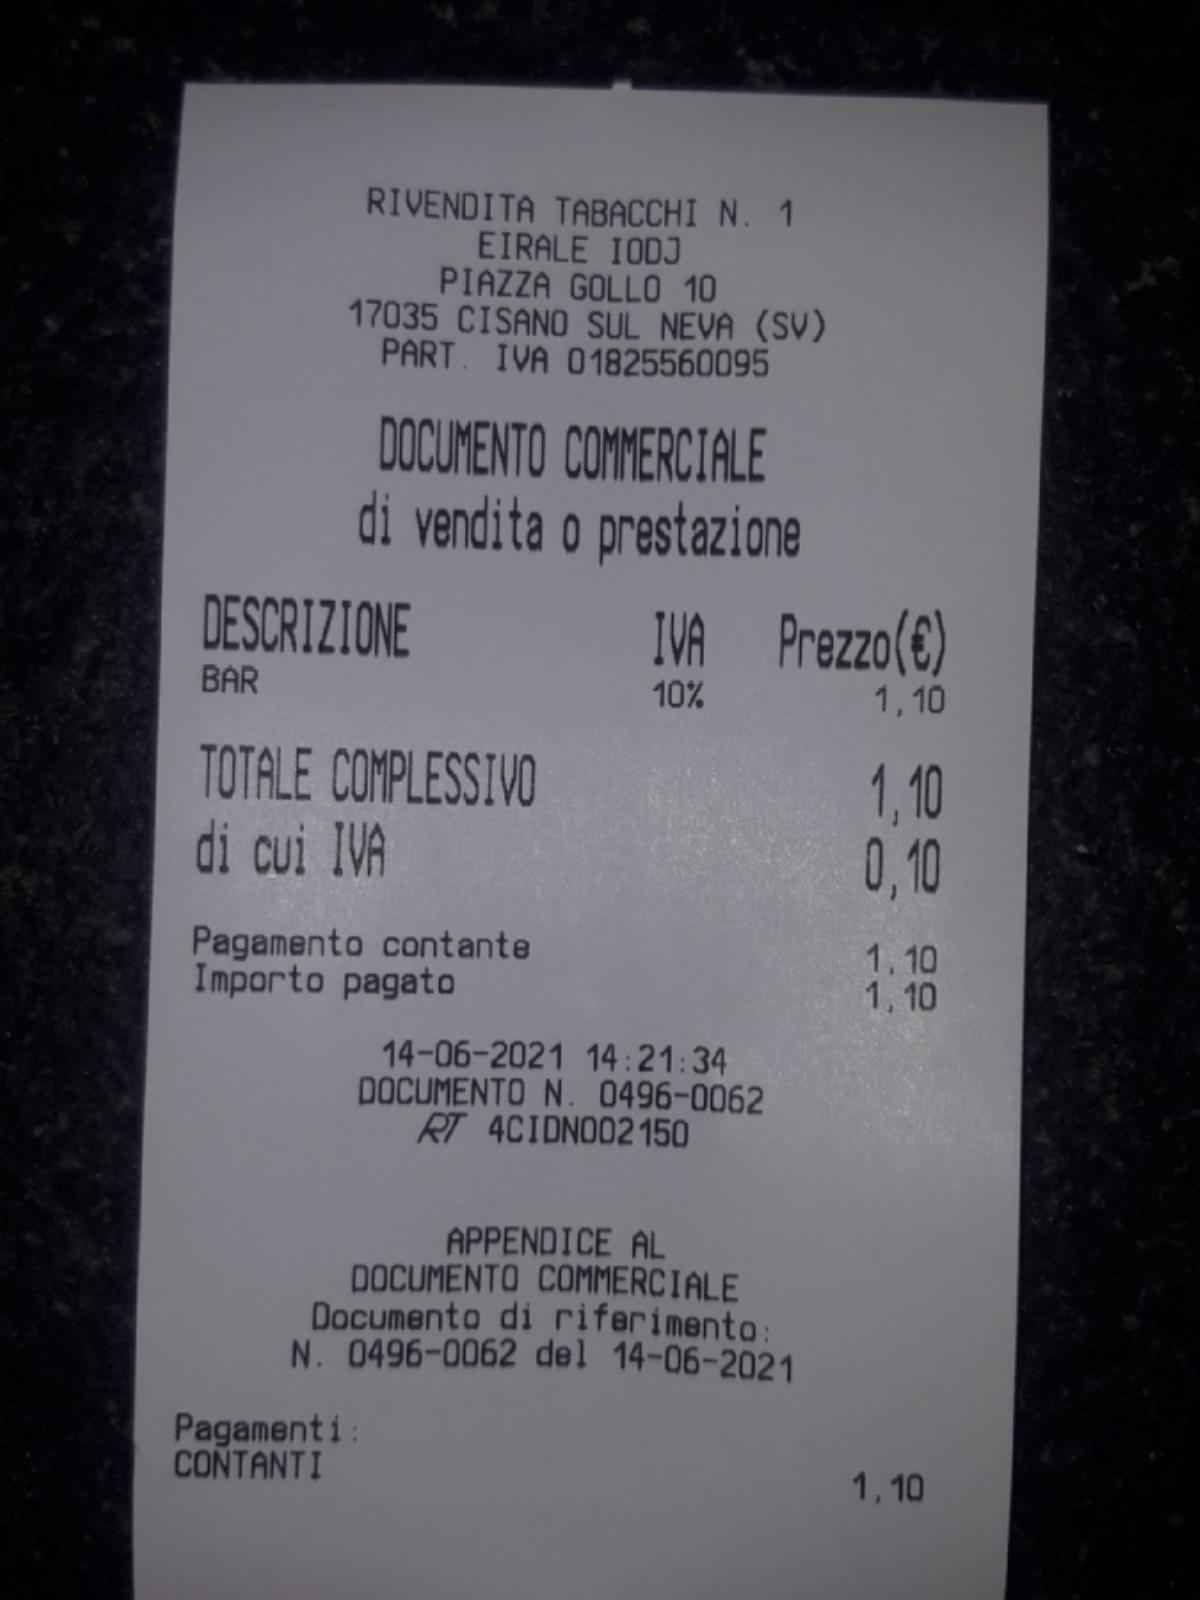 RIVENDITA TABACCHI N. 1
EIRALE IODJ
PIAZZA GOLLO 10
17035 CISANO SUL NEVA (SV)
PART. IVA 01825560095
DOCUMENTO COMMERCIALE
di vendita o prestazione
DESCRIZIONE IVA Prezzo(€)
BAR 10% 1,10
TOTALE COMPLESSIVO 1,10
di cui IVA 0,10
Pagamento contante 1,10
Importo pagato 1,10
14-06-2021 14:21:34
DOCUMENTO N. 0496-0062
RT 4CIDN002150
APPENDICE AL
DOCUMENTO COMMERCIALE
Documento di riferimento:
N. 0496-0062 del 14-06-2021
Pagamenti:
CONTANTI 1,10